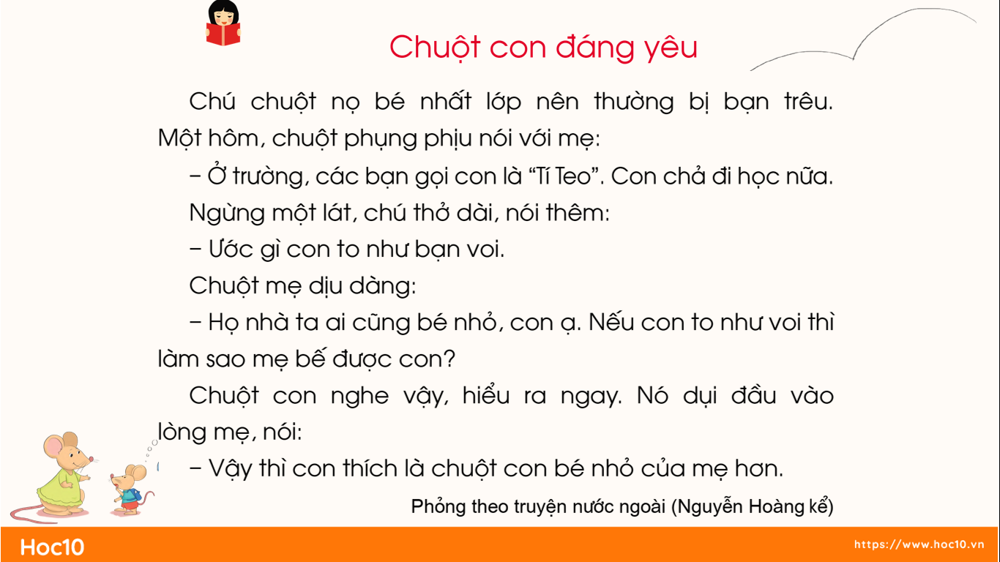 Chuột con đáng yêu
Chú chuột nọ bé nhất lớp nên thường bị bạn trêu.
Một hôm, chuột phụng phịu nói với mẹ:
– Ở trường, các bạn gọi con là “Tí Teo”. Con chả đi học nữa.
Ngừng một lát, chú thở dài, nói thêm:
– Ước gì con to như bạn voi.
Chuột mẹ dịu dàng:
– Họ nhà ta ai cũng bé nhỏ, con ạ. Nếu con to như voi thì
làm sao mẹ bế được con?
Chuột con nghe vậy, hiểu ra ngay. Nó dụi đầu vào
lòng mẹ, nói:
– Vậy thì con thích là chuột con bé nhỏ của mẹ hơn.
Phỏng theo truyện nước ngoài (Nguyễn Hoàng kể)
Hoc10
https://www.hoc10.vn